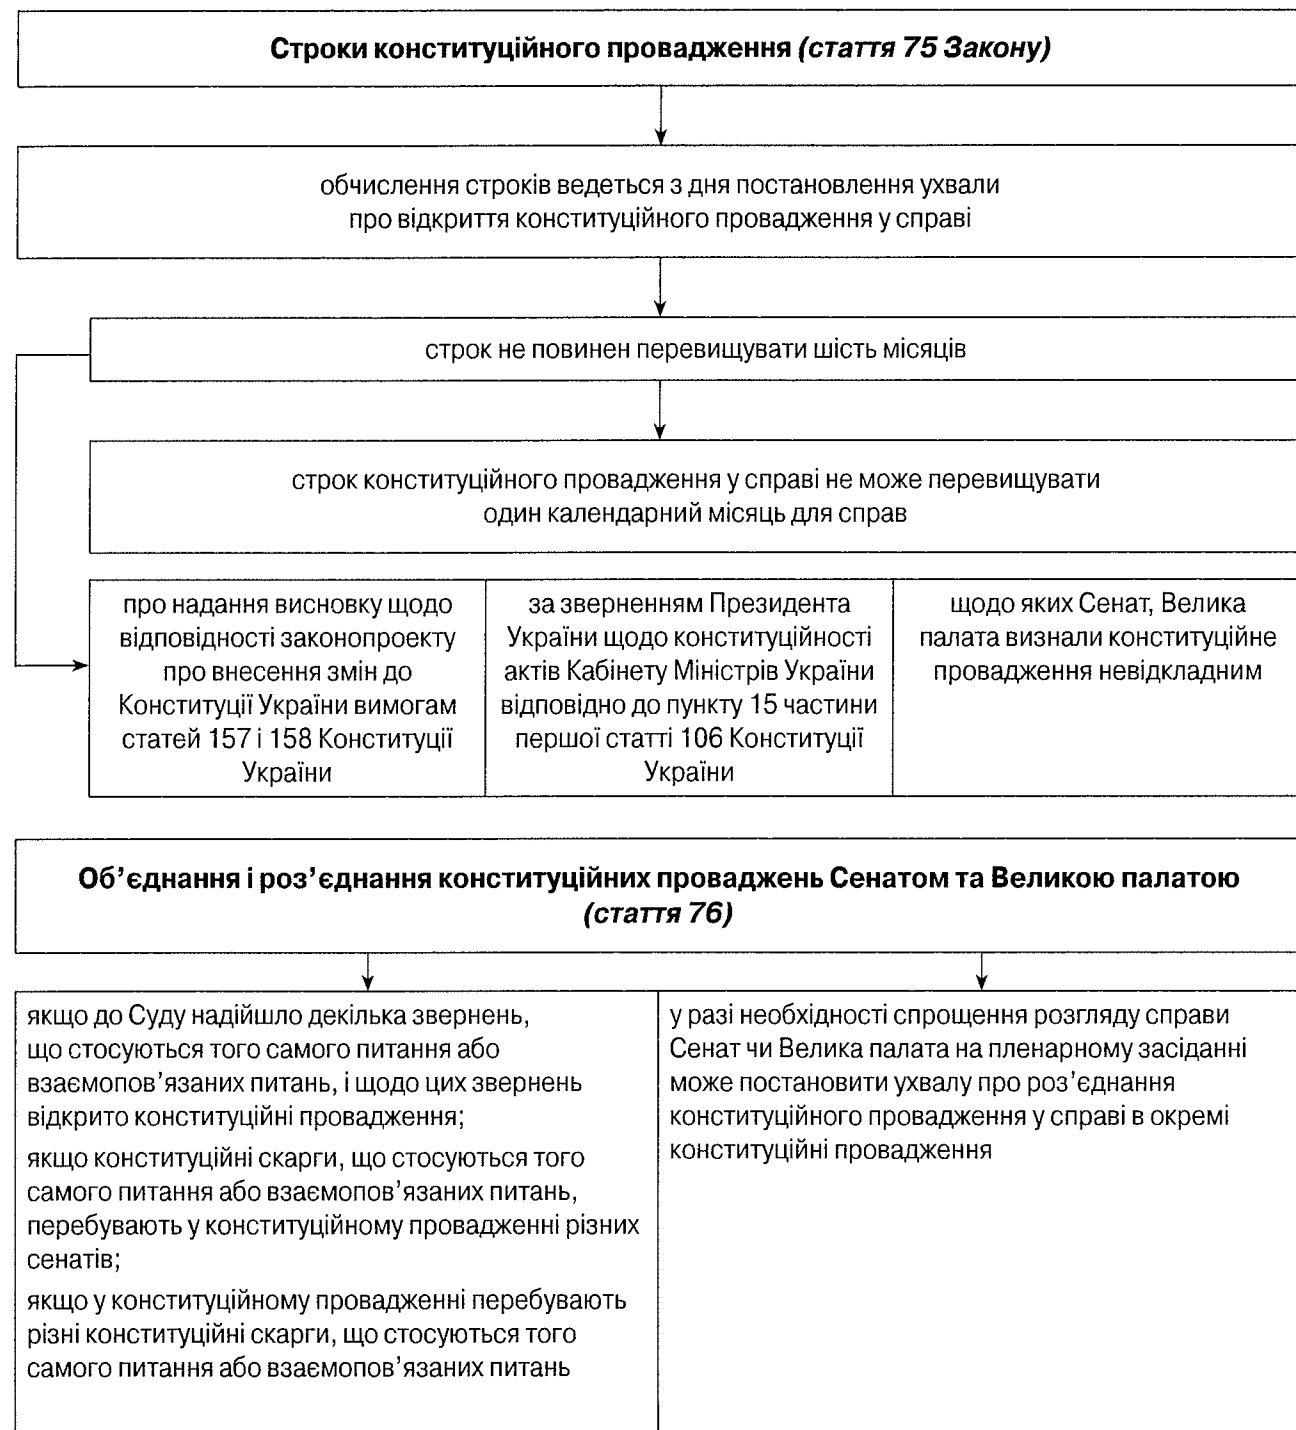 Строки конституційного провадження (стаття 75 Закону)
обчислення строків ведеться з дня постановлення ухвали
про відкриття конституційного провадження у справі
строк не повинен перевищувати шість місяців
строк конституційного провадження у справі не може перевищувати
один календарний місяць для справ
про надання висновку щодо
відповідності законопроекту
про внесення змін до
Конституції України вимогам
статей 157 і 158 Конституції
України
за зверненням Президента
України щодо конституційності
актів Кабінету Міністрів України
відповідно до пункту 15 частини
першої статті 106 Конституції
України
щодо яких Сенат, Велика
палата визнали конституційне
провадження невідкладним
Об’єднання і роз’єднання конституційних проваджень Сенатом та Великою палатою
(стаття 76)
якщо до Суду надійшло декілька звернень,
що стосуються того самого питання або
взаємопов’язаних питань, і щодо цих звернень
відкрито конституційні провадження;
якщо конституційні скарги, що стосуються того
самого питання або взаємопов’язаних питань,
перебувають у конституційному провадженні різних
сенатів;
якщо у конституційному провадженні перебувають
різні конституційні скарги, що стосуються того
самого питання або взаємопов’язаних питань
у разі необхідності спрощення розгляду справи
Сенат чи Велика палата на пленарному засіданні
може постановити ухвалу про роз’єднання
конституційного провадження у справі в окремі
конституційні провадження